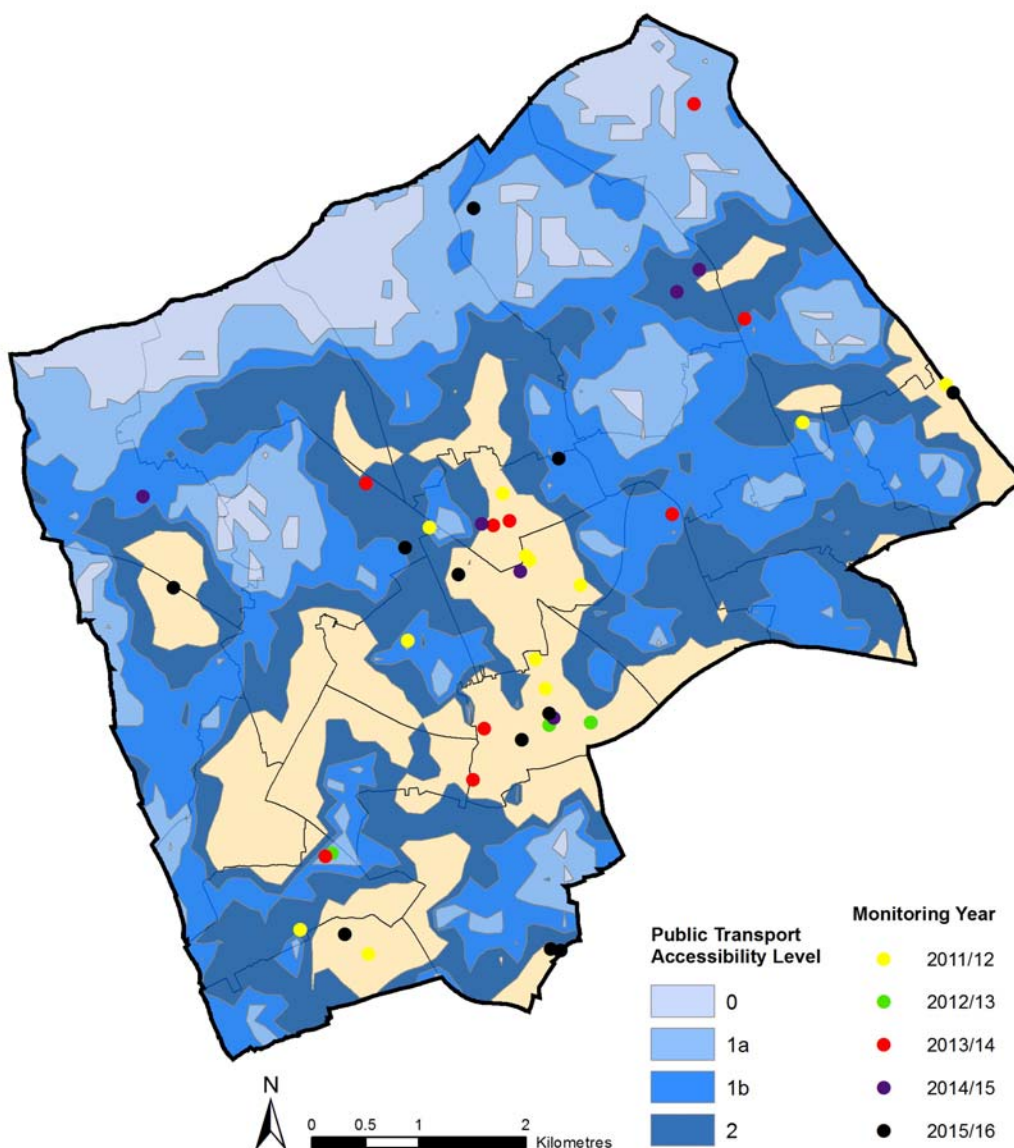 Public Transport
Accessibility Level
0
1a
1b
2
Monitoring Year
2011/12
2012/13
2013/14
2014/15
2015/16
N
0 0.5 1 2
Kilometres